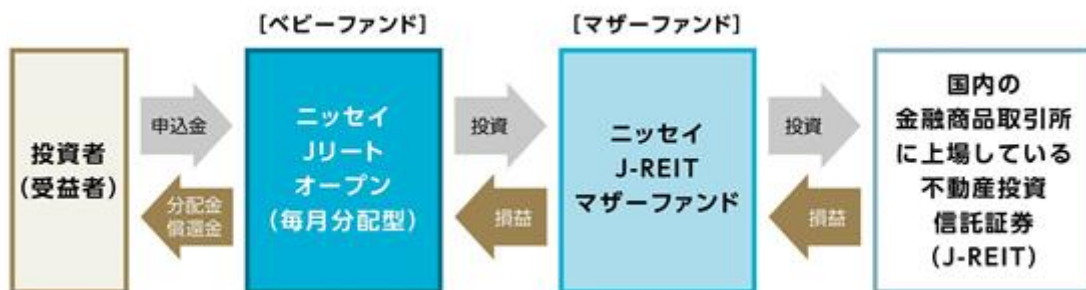 [ベビーファンド]
[マザーファンド]
投資者
(受益者)
申込金
分配金
償還金
ニッセイ
Jリート
オープン
(毎月分配型)
投資
損益
ニッセイ
J-REIT
マザーファンド
投資
損益
国内の
金融商品取引所
に上場している
不動産投資
信託証券
(J-REIT)